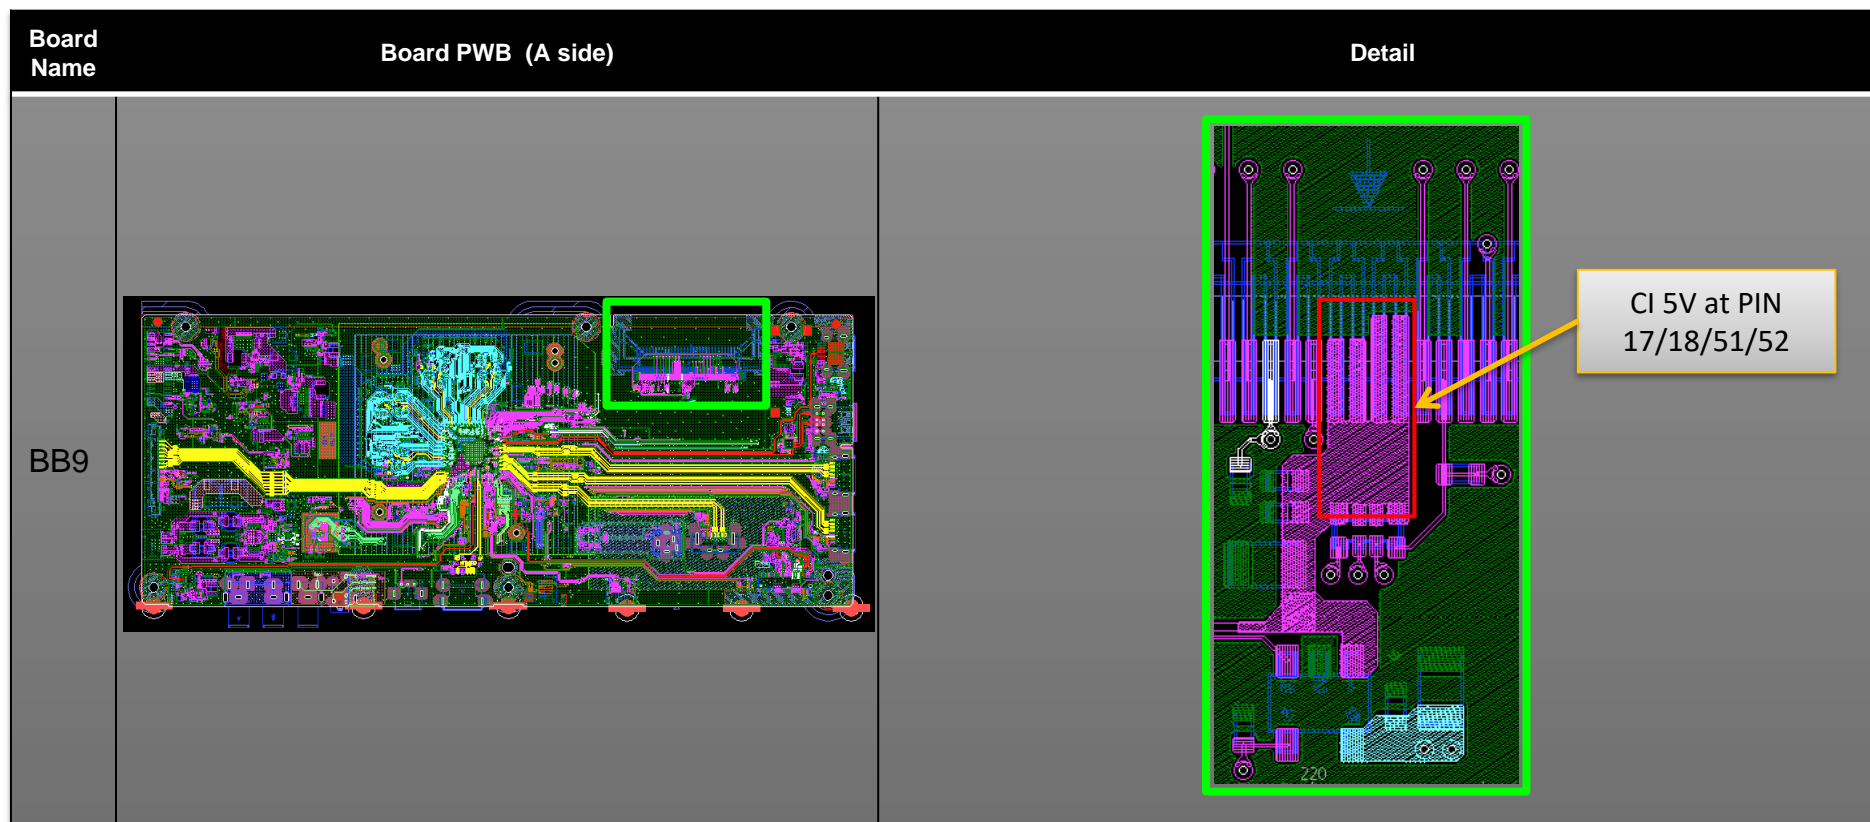 Board
Name
Board PWB  (A side)
Detail
BB9
CI 5V at PIN
17/18/51/52
220